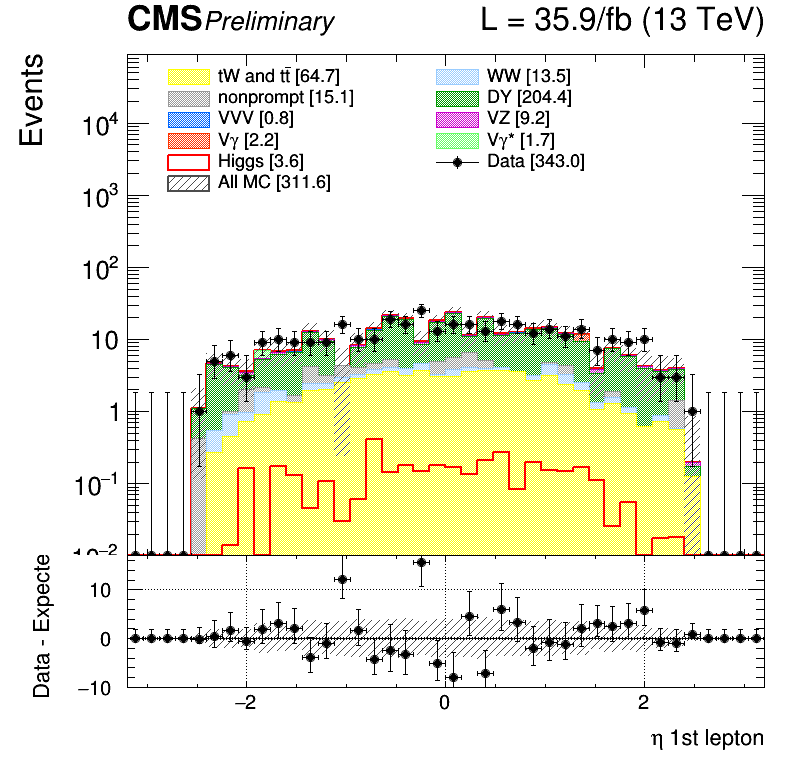 CMS Preliminary L = 35.9/fb (13 TeV)
Events
tW and tt̄ [64.7] WW [13.5]
nonprompt [15.1] DY [204.4]
VVV [0.8] VZ [9.2]
Vγ [2.2] Vγ* [1.7]
Higgs [3.6] Data [343.0]
All MC [311.6]
10⁴
10³
10²
10
1
10⁻¹
10⁻²
Data - Expecte
10
0
−10
−2 0 2
η 1st lepton